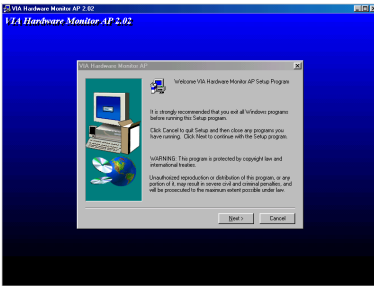 VIA Hardware Monitor AP 2.02
VIA Hardware Monitor AP 2.02
VIA Hardware Monitor AP
Welcome VIA Hardware Monitor AP Setup Program
It is strongly recommended that you exit all Windows programs
before running this Setup program.
Click Cancel to quit Setup and then close any programs you
have running. Click Next to continue with the Setup program.
WARNING: This program is protected by copyright law and
international treaties.
Unauthorized reproduction or distribution of this program, or any
portion of it, may result in severe civil and criminal penalties, and
will be prosecuted to the maximum extent possible under law.
Next >
Cancel